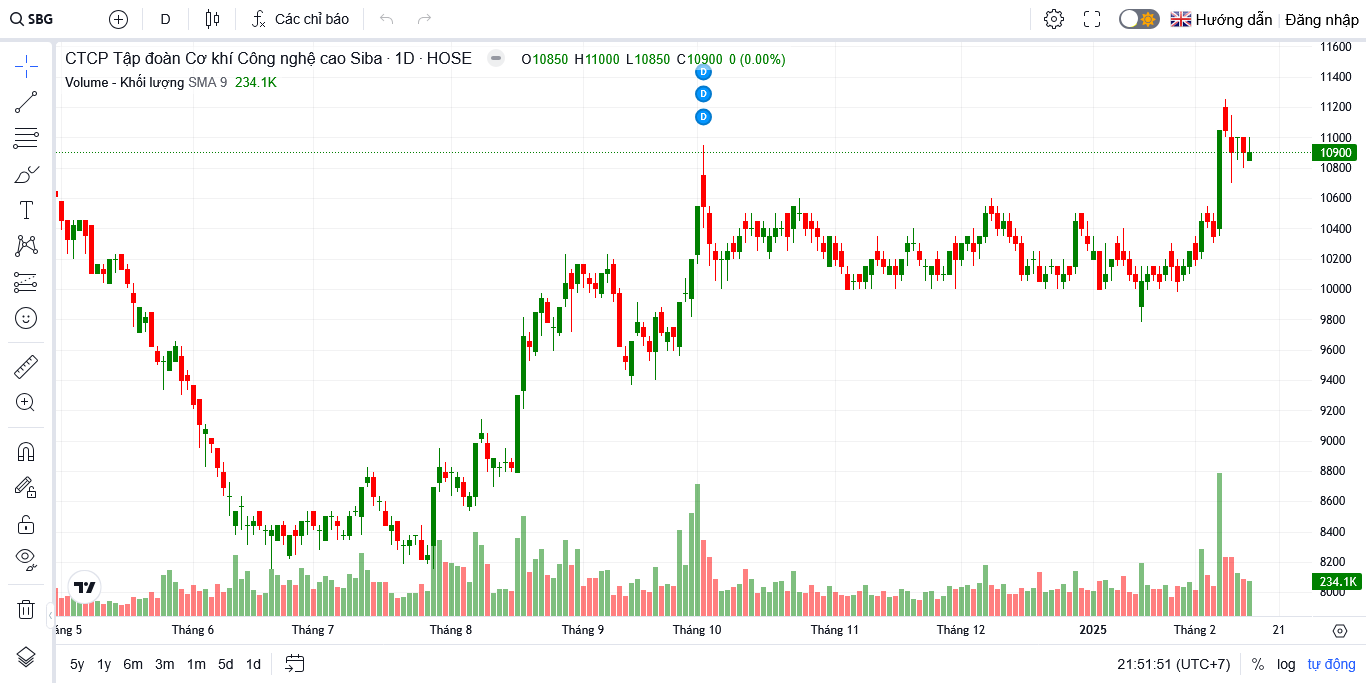 SBG D Các chỉ báo Hướng dẫn Đăng nhập
CTCP Tập đoàn Cơ khí Công nghệ cao Siba · 1D · HOSE O10850 H11000 L10850 C10900 0 (0.00%)
Volume - Khối lượng SMA 9 234.1K
D
D
D
11600
11400
11200
11000
10900
10800
10600
10400
10200
10000
9800
9600
9400
9200
9000
8800
8600
8400
8200
234.1K
8000
áng 5 Tháng 6 Tháng 7 Tháng 8 Tháng 9 Tháng 10 Tháng 11 Tháng 12 2025 Tháng 2 21
5y 1y 6m 3m 1m 5d 1d 21:51:51 (UTC+7) % log tự động